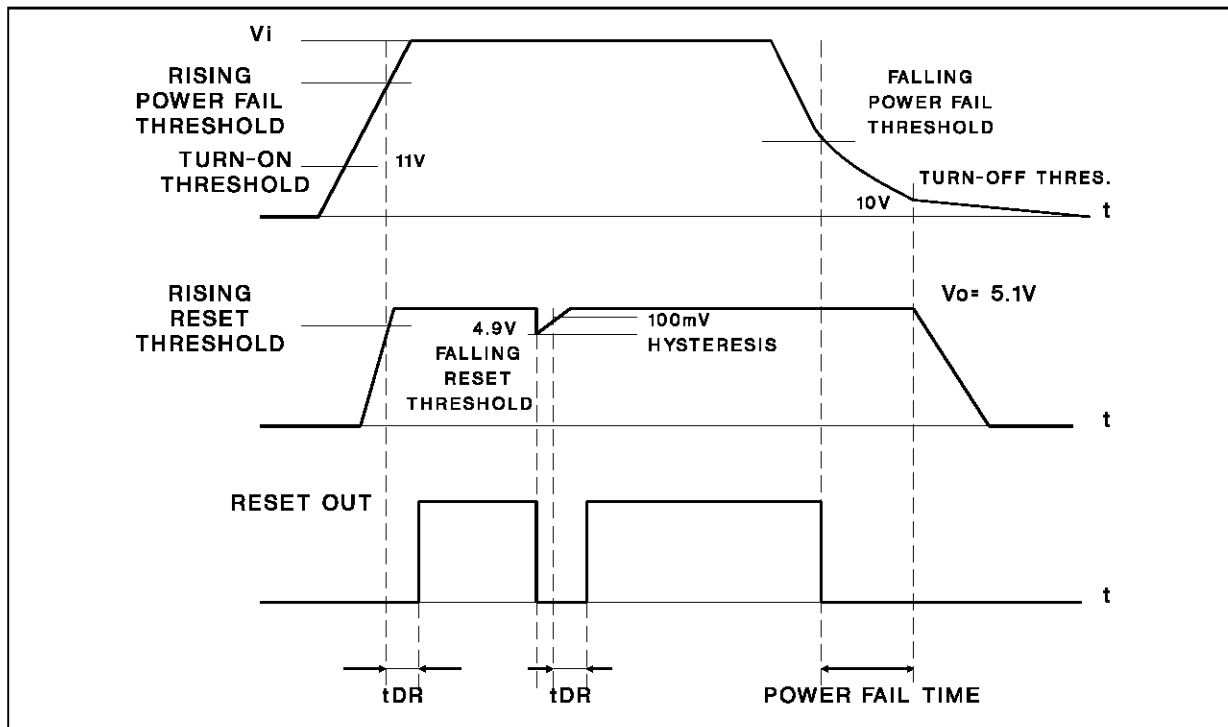 Vi
RISING
POWER FAIL
THRESHOLD
TURN-ON
THRESHOLD
11V
FALLING
POWER FAIL
THRESHOLD
TURN-OFF THRES.
10V
t
RISING
RESET
THRESHOLD
4.9V
FALLING
RESET
THRESHOLD
100mV
HYSTERESIS
Vo= 5.1V
t
RESET OUT
t
tDR
tDR
POWER FAIL TIME